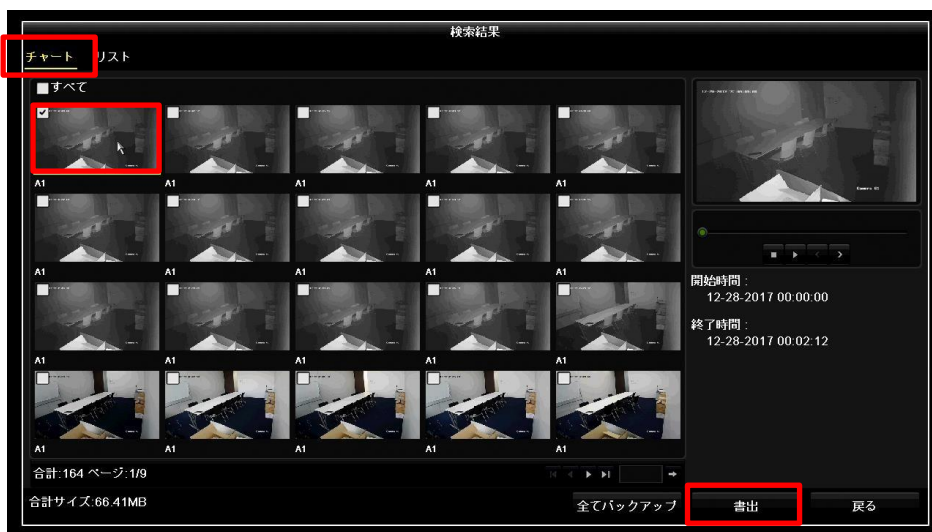 検索結果
チャート リスト
すべて
A1 A1 A1 A1 A1
A1 A1 A1 A1 A1
A1 A1 A1 A1 A1
A1 A1 A1 A1 A1
合計:164 ページ:1/9
合計サイズ:66.41MB
Camera 01
開始時間 :
12-28-2017 00:00:00
終了時間 :
12-28-2017 00:02:12
全てバックアップ 書出 戻る